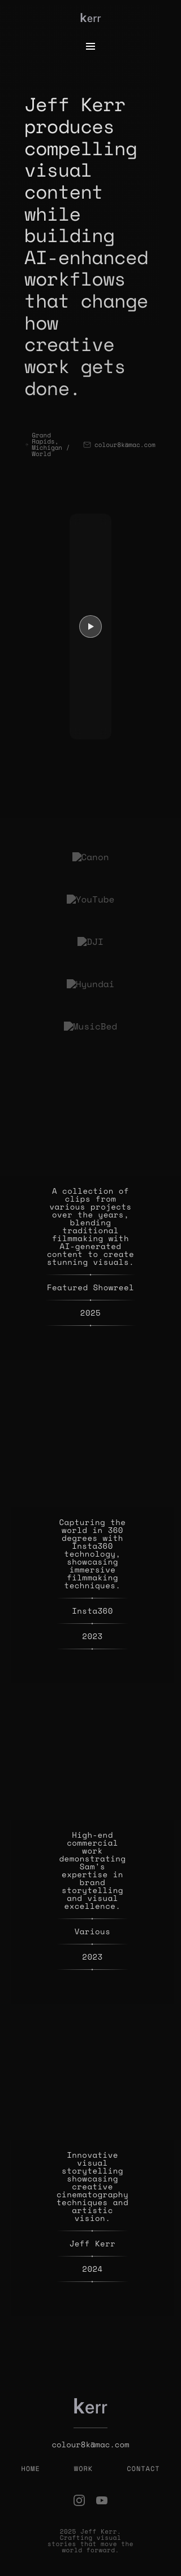 kerr
Jeff Kerr
produces
compelling
visual
content
while
building
AI-enhanced
workflows
that change
how
creative
work gets
done.
Grand
Rapids,
Michigan /
World
colour8k@mac.com
Canon
YouTube
DJI
Hyundai
MusicBed
A collection of
clips from
various projects
over the years,
blending
traditional
filmmaking with
AI-generated
content to create
stunning visuals.
Featured Showreel
2025
Capturing the
world in 360
degrees with
Insta360
technology,
showcasing
immersive
filmmaking
techniques.
Insta360
2023
High-end
commercial
work
demonstrating
Sam's
expertise in
brand
storytelling
and visual
excellence.
Various
2023
Innovative
visual
storytelling
showcasing
creative
cinematography
techniques and
artistic
vision.
Jeff Kerr
2024
kerr
colour8k@mac.com
HOME WORK CONTACT
2025 Jeff Kerr.
Crafting visual
stories that move the
world forward.